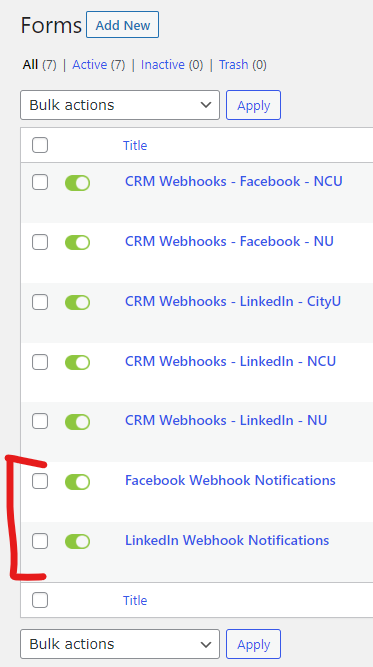 Forms Add New
All (7) | Active (7) | Inactive (0) | Trash (0)
Bulk actions Apply
Title
CRM Webhooks - Facebook - NCU
CRM Webhooks - Facebook - NU
CRM Webhooks - LinkedIn - CityU
CRM Webhooks - LinkedIn - NCU
CRM Webhooks - LinkedIn - NU
Facebook Webhook Notifications
LinkedIn Webhook Notifications
Title
Bulk actions Apply